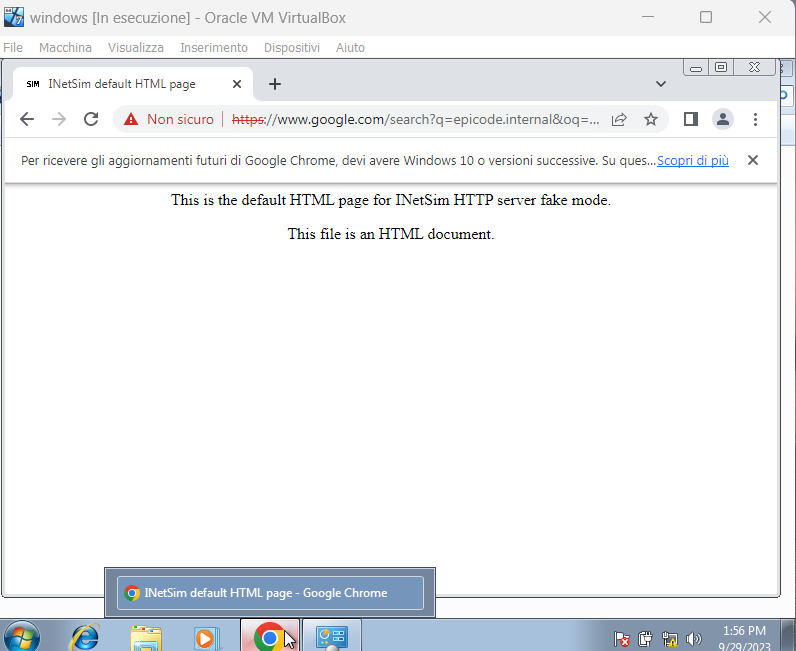 windows [In esecuzione] - Oracle VM VirtualBox
File Macchina Visualizza Inserimento Dispositivi Aiuto
SIM INetSim default HTML page
Non sicuro https://www.google.com/search?q=epicode.internal&oq=...
Per ricevere gli aggiornamenti futuri di Google Chrome, devi avere Windows 10 o versioni successive. Su ques... Scopri di più
This is the default HTML page for INetSim HTTP server fake mode.
This file is an HTML document.
INetSim default HTML page - Google Chrome
1:56 PM
9/29/2023